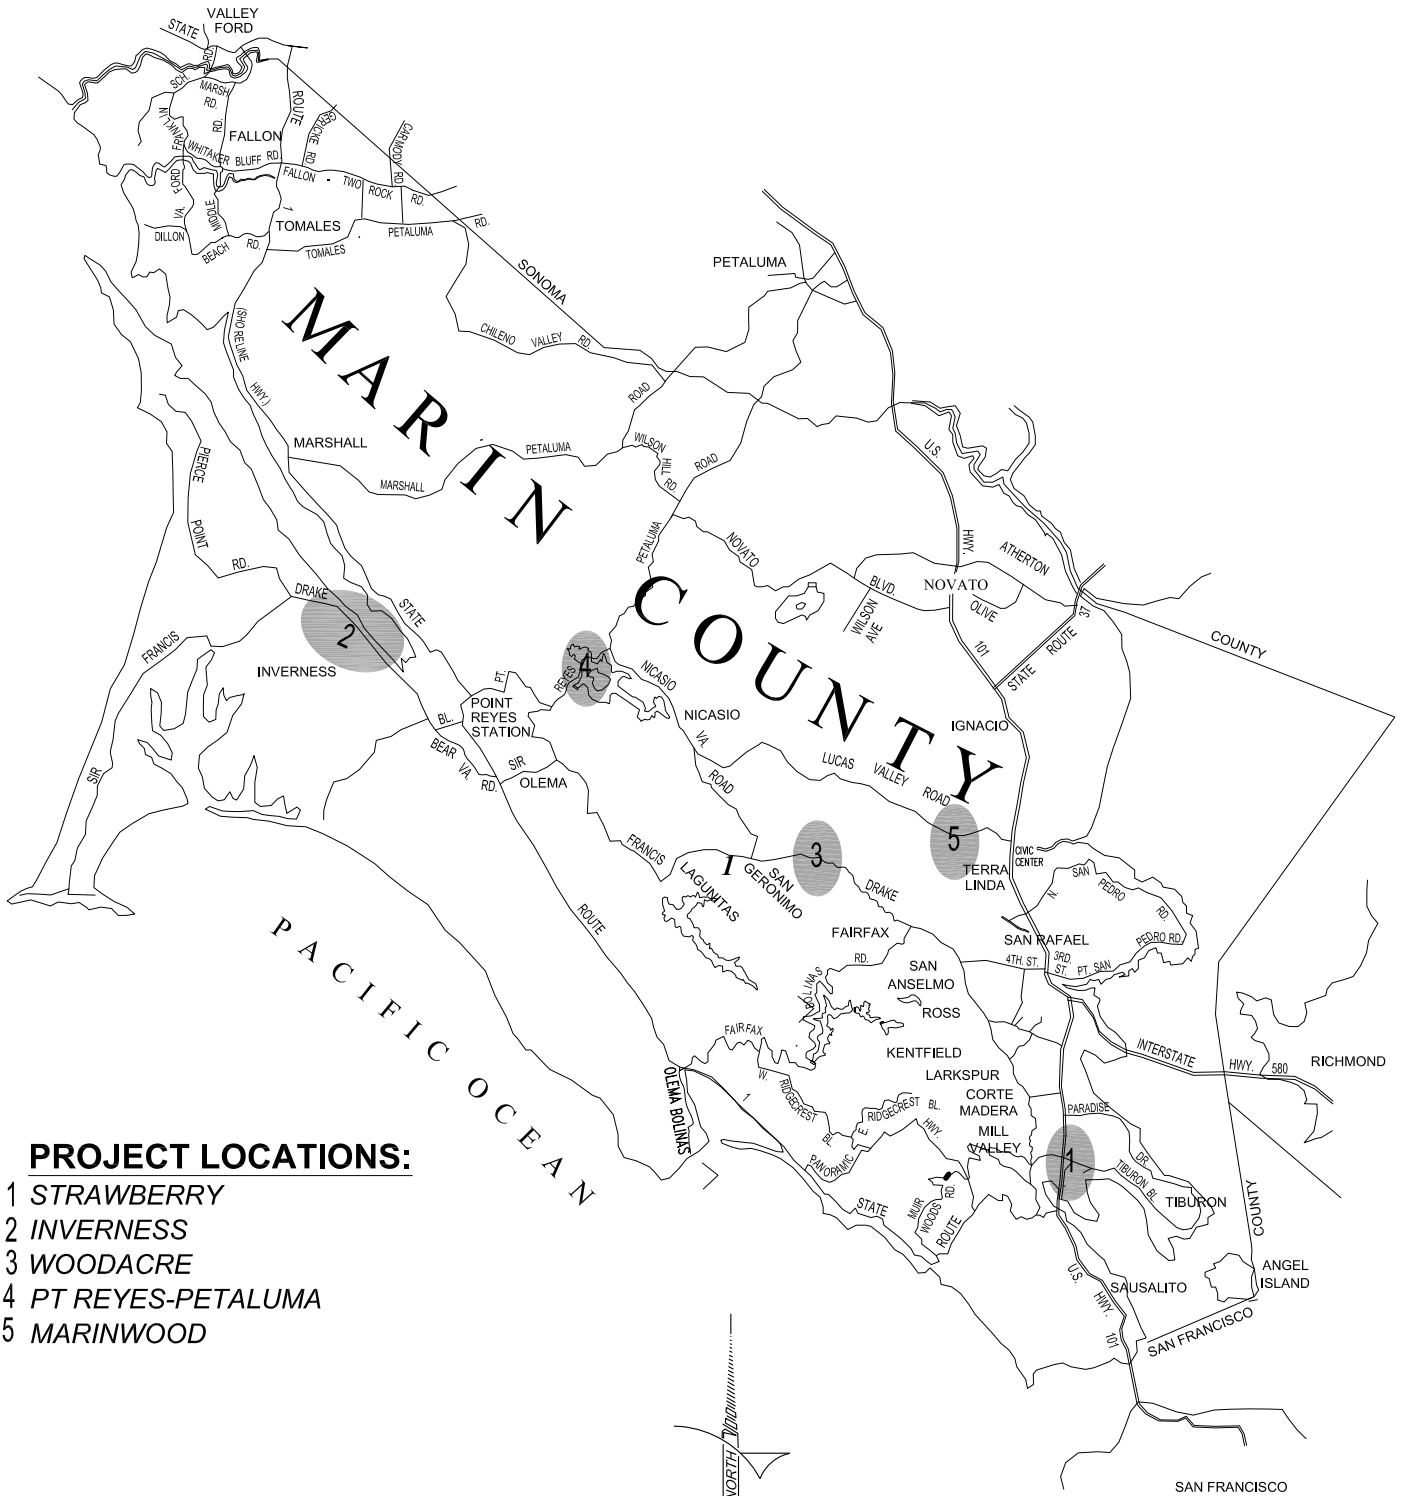 VALLEY
FORD
STATE
RD.
SCH.
MARSH
RD.
ROUTE
FRANKLIN
RD.
FALLON
GERICKE RD.
CARMODY RD.
WHITAKER BLUFF RD.
FALLON TWO ROCK RD.
FORD
VA.
MIDDLE
1
TOMALES
DILLON
BEACH RD.
TOMALES
PETALUMA
RD.
SONOMA
PETALUMA
(SHORELINE
HWY.)
CHILENO VALLEY RD.
MARIN
COUNTY
ROAD
MARSHALL
PETALUMA
WILSON
HILL
RD.
ROAD
U.S.
MARSHALL
PIERCE
POINT
RD.
PETALUMA
NOVATO
BLVD.
HWY.
ATHERTON
NOVATO
OLIVE
WILSON
AVE
37
DRAKE
STATE
2
FRANCIS
INVERNESS
4
REYES
PT.
NICASIO
101
STATE ROUTE
COUNTY
POINT
REYES
STATION
BL.
NICASIO
IGNACIO
BEAR
VA.
RD.
SIR
OLEMA
VA.
ROAD
LUCAS VALLEY ROAD
SIR
FRANCIS
1
SAN
GERONIMO
3
5
CIVIC
CENTER
TERRA
LINDA
LAGUNITAS
DRAKE
N. SAN PEDRO RD.
ROUTE
FAIRFAX
SAN RAFAEL
PEDRO RD.
RD.
4TH. ST.
3RD.
ST.
PT. SAN
SAN
ANSELMO
BOLINAS
ROSS
PACIFIC OCEAN
FAIRFAX
KENTFIELD
INTERSTATE HWY. 580
RICHMOND
LARKSPUR
OLEMA BOLINAS
1
W. RIDGECREST BL.
E. RIDGECREST BL.
CORTE
MADERA
PARADISE
HWY.
MILL
VALLEY
1
DR.
PANORAMIC
TIBURON BL.
TIBURON
MUIR
WOODS
RD.
STATE
ROUTE
COUNTY
U.S.
HWY.
101
SAUSALITO
ANGEL
ISLAND
SAN FRANCISCO
PROJECT LOCATIONS:
1 STRAWBERRY
2 INVERNESS
3 WOODACRE
4 PT REYES-PETALUMA
5 MARINWOOD
NORTH
SAN FRANCISCO